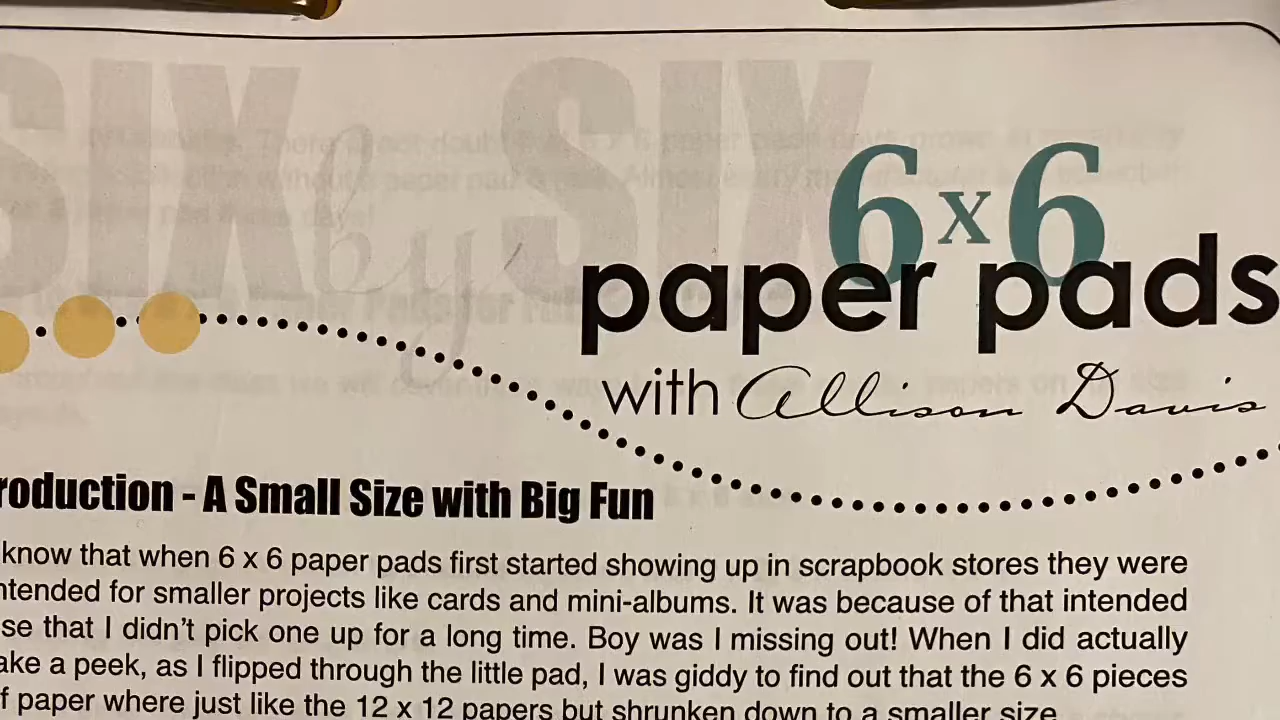 SIX by SIX
6 x 6
paper pads
with Allison Davis
roduction - A Small Size with Big Fun
know that when 6 x 6 paper pads first started showing up in scrapbook stores they were
ntended for smaller projects like cards and mini-albums. It was because of that intended
se that I didn't pick one up for a long time. Boy was I missing out! When I did actually
ake a peek, as I flipped through the little pad, I was giddy to find out that the 6 x 6 pieces
f paper where just like the 12 x 12 papers but shrunken down to a smaller size.